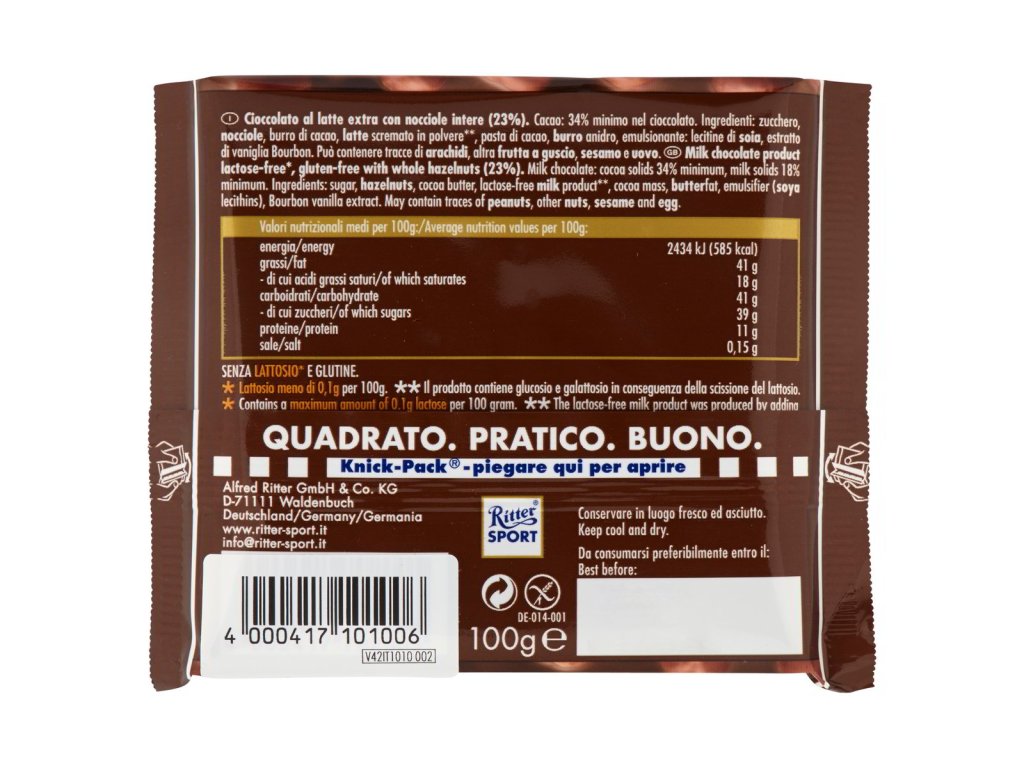 I Cioccolato al latte extra con nocciole intere (23%). Cacao: 34% minimo nel cioccolato. Ingredienti: zucchero,
nocciole, burro di cacao, latte scremato in polvere**, pasta di cacao, burro anidro, emulsionante: lecitine di soia, estratto
di vaniglia Bourbon. Può contenere tracce di arachidi, altra frutta a guscio, sesamo e uovo. GB Milk chocolate product
lactose-free*, gluten-free with whole hazelnuts (23%). Milk chocolate: cocoa solids 34% minimum, milk solids 18%
minimum. Ingredients: sugar, hazelnuts, cocoa butter, lactose-free milk product**, cocoa mass, butterfat, emulsifier (soya
lecithins), Bourbon vanilla extract. May contain traces of peanuts, other nuts, sesame and egg.
Valori nutrizionali medi per 100g:/Average nutrition values per 100g:
energia/energy 2434 kJ (585 kcal)
grassi/fat 41 g
- di cui acidi grassi saturi/of which saturates 18 g
carboidrati/carbohydrate 41 g
- di cui zuccheri/of which sugars 39 g
proteine/protein 11 g
sale/salt 0,15 g
SENZA LATTOSIO* E GLUTINE.
* Lattosio meno di 0,1g per 100g. ** Il prodotto contiene glucosio e galattosio in conseguenza della scissione del lattosio.
* Contains a maximum amount of 0.1g lactose per 100 gram. ** The lactose-free milk product was produced by adding
QUADRATO. PRATICO. BUONO.
Knick-Pack® - piegare qui per aprire
Alfred Ritter GmbH & Co. KG
D-71111 Waldenbuch
Deutschland/Germany/Germania
www.ritter-sport.it
info@ritter-sport.it
Ritter®
SPORT
Conservare in luogo fresco ed asciutto.
Keep cool and dry.
Da consumarsi preferibilmente entro il:
Best before:
DE-014-001
100g e
4 000417 101006
V42IT1010 002